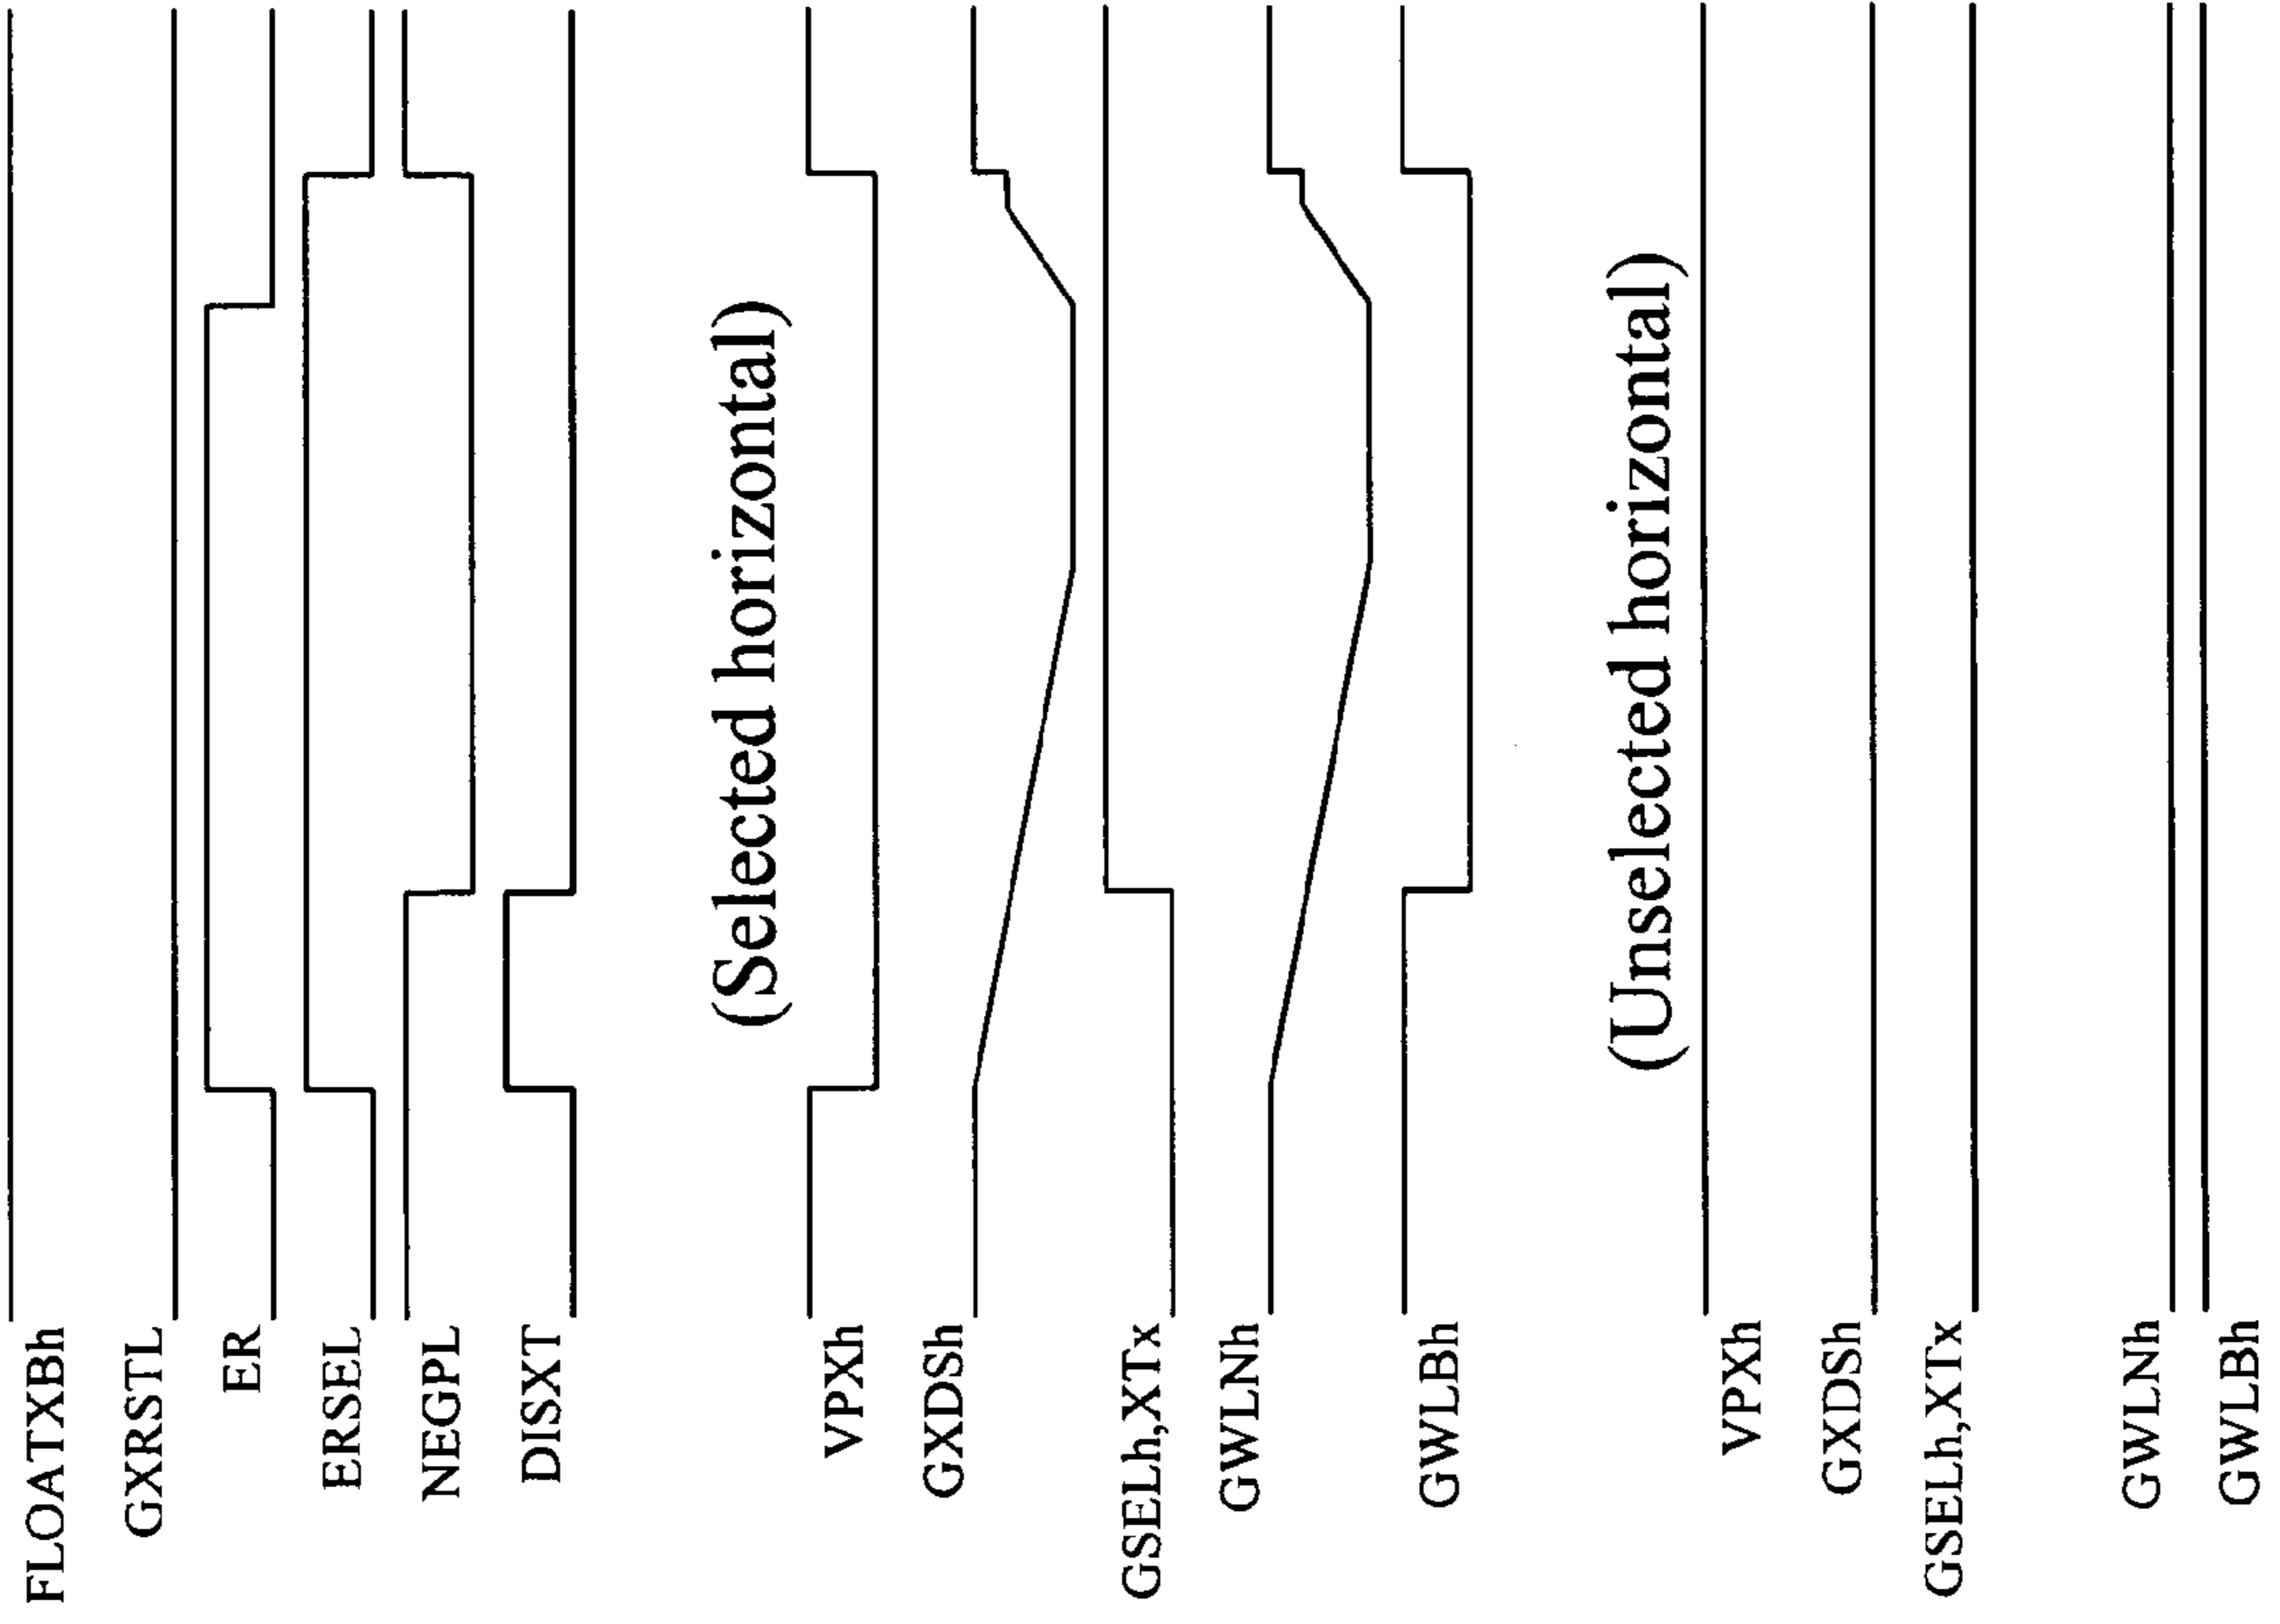 FLOATXBh
GXRSTL
ER
ERSEL
NEGPL
DISXT
(Selected horizontal)
VPXh
GXDSh
GSELh,XTx
GWLNh
GWLBh
(Unselected horizontal)
VPXh
GXDSh
GSELh,XTx
GWLNh
GWLBh